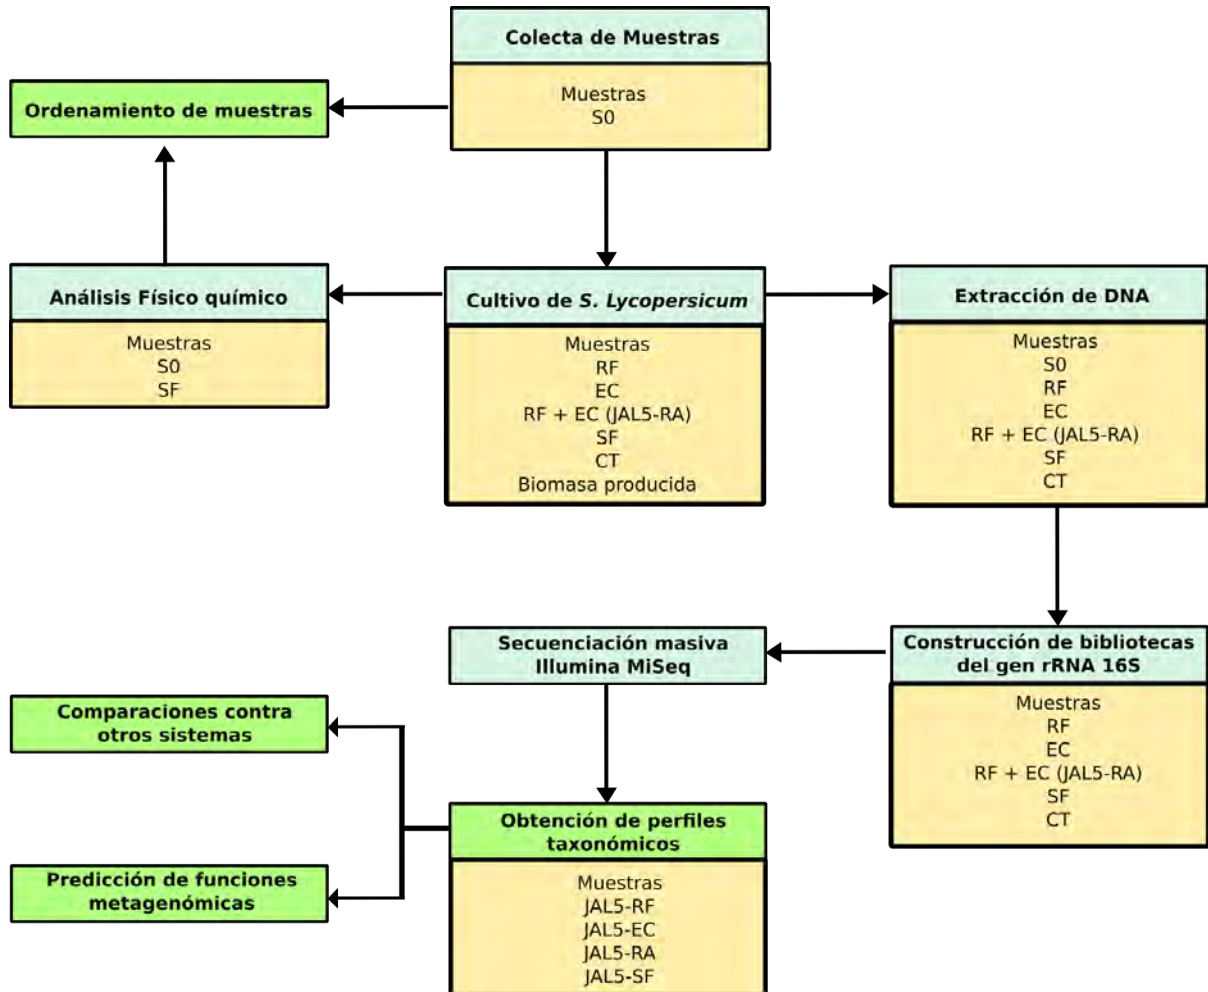 Colecta de Muestras
Muestras
S0
Ordenamiento de muestras
Análisis Físico químico
Muestras
S0
SF
Cultivo de S. Lycopersicum
Muestras
RF
EC
RF + EC (JAL5-RA)
SF
CT
Biomasa producida
Extracción de DNA
Muestras
S0
RF
EC
RF + EC (JAL5-RA)
SF
CT
Construcción de bibliotecas
del gen rRNA 16S
Muestras
RF
EC
RF + EC (JAL5-RA)
SF
CT
Secuenciación masiva
Illumina MiSeq
Obtención de perfiles
taxonómicos
Muestras
JAL5-RF
JAL5-EC
JAL5-RA
JAL5-SF
Comparaciones contra
otros sistemas
Predicción de funciones
metagenómicas